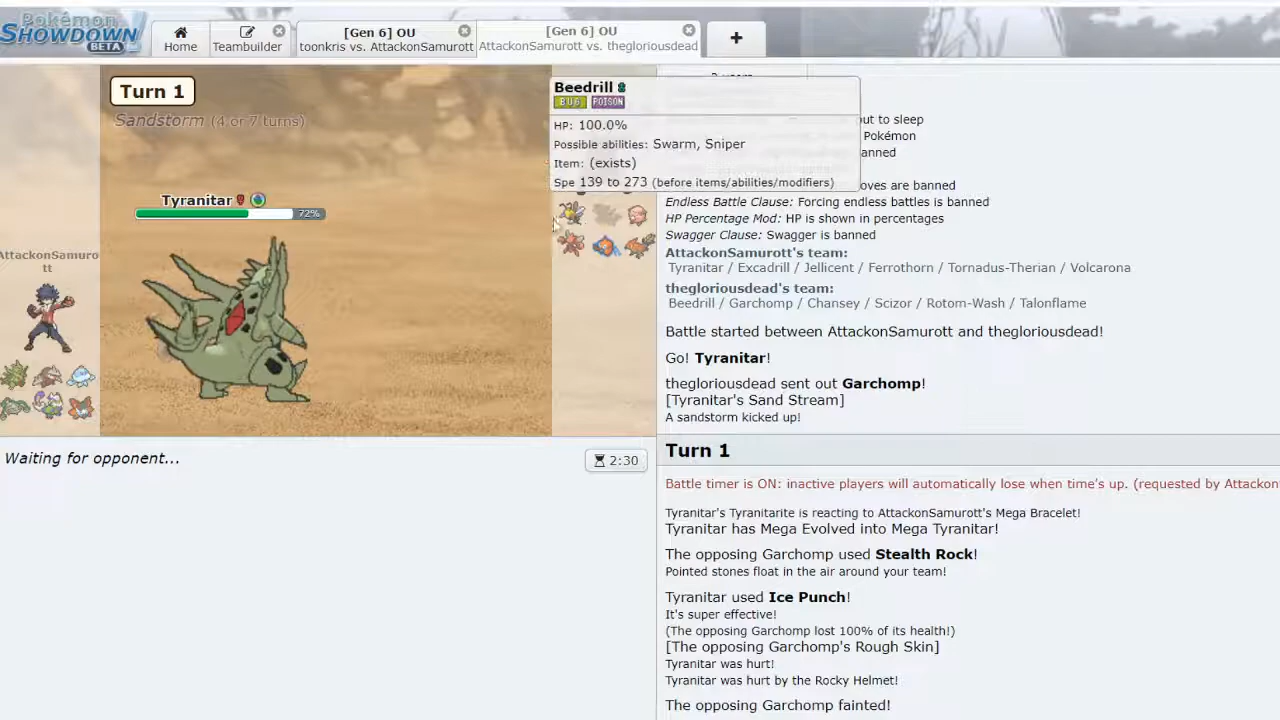 Pokémon
SHOWDOWN
BETA
Home
Teambuilder
[Gen 6] OU
toonkris vs. AttackonSamurott
[Gen 6] OU
AttackonSamurott vs. thegloriousdead
+
Turn 1
Sandstorm (4 or 7 turns)
Tyranitar
72%
AttackonSamuro
tt
Beedrill
BUG POISON
HP: 100.0%
Possible abilities: Swarm, Sniper
Item: (exists)
Spe 139 to 273 (before items/abilities/modifiers)
Waiting for opponent...
2:30
out to sleep
Pokémon
anned
oves are banned
Endless Battle Clause: Forcing endless battles is banned
HP Percentage Mod: HP is shown in percentages
Swagger Clause: Swagger is banned
AttackonSamurott's team:
Tyranitar / Excadrill / Jellicent / Ferrothorn / Tornadus-Therian / Volcarona
thegloriousdead's team:
Beedrill / Garchomp / Chansey / Scizor / Rotom-Wash / Talonflame
Battle started between AttackonSamurott and thegloriousdead!
Go! Tyranitar!
thegloriousdead sent out Garchomp!
[Tyranitar's Sand Stream]
A sandstorm kicked up!
Turn 1
Battle timer is ON: inactive players will automatically lose when time's up. (requested by Attackon
Tyranitar's Tyranitarite is reacting to AttackonSamurott's Mega Bracelet!
Tyranitar has Mega Evolved into Mega Tyranitar!
The opposing Garchomp used Stealth Rock!
Pointed stones float in the air around your team!
Tyranitar used Ice Punch!
It's super effective!
(The opposing Garchomp lost 100% of its health!)
[The opposing Garchomp's Rough Skin]
Tyranitar was hurt!
Tyranitar was hurt by the Rocky Helmet!
The opposing Garchomp fainted!